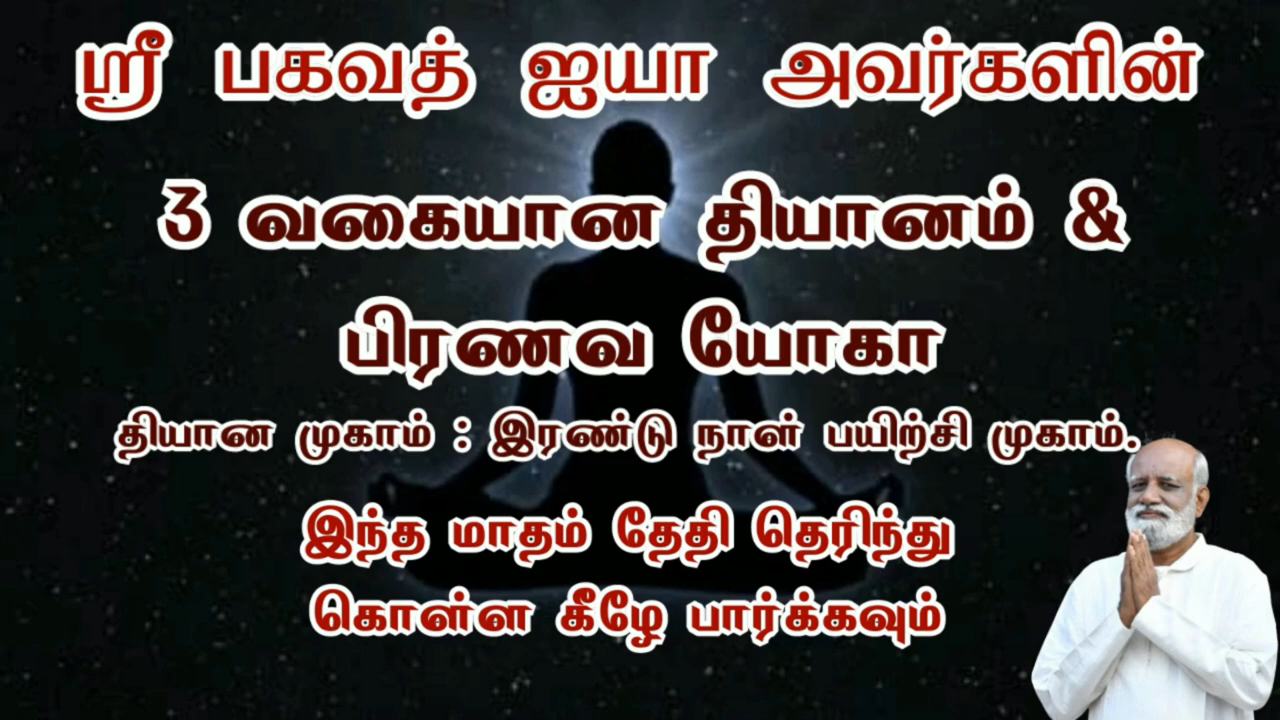 ஸ்ரீ பகவத் ஐயா அவர்களின்
3 வகையான தியானம் &
பிரணவ யோகா
தியான முகாம் : இரண்டு நாள் பயிற்சி முகாம்.
இந்த மாதம் தேதி தெரிந்து
கொள்ள கீழே பார்க்கவும்